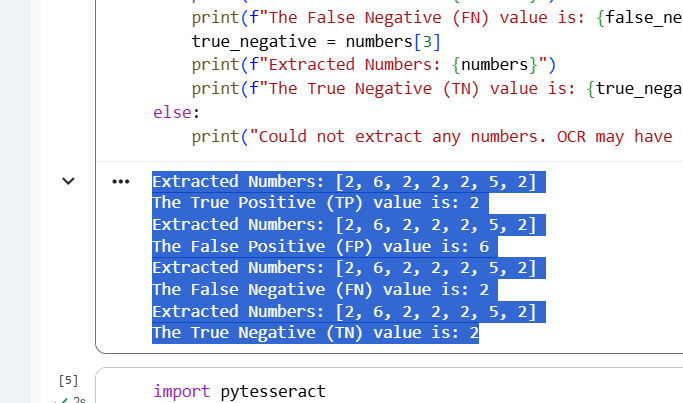 print(f"The False Negative (FN) value is: {false_ne
true_negative = numbers[3]
print(f"Extracted Numbers: {numbers}")
print(f"The True Negative (TN) value is: {true_nega
else:
print("Could not extract any numbers. OCR may have
Extracted Numbers: [2, 6, 2, 2, 2, 5, 2]
The True Positive (TP) value is: 2
Extracted Numbers: [2, 6, 2, 2, 2, 5, 2]
The False Positive (FP) value is: 6
Extracted Numbers: [2, 6, 2, 2, 2, 5, 2]
The False Negative (FN) value is: 2
Extracted Numbers: [2, 6, 2, 2, 2, 5, 2]
The True Negative (TN) value is: 2
[5]
import pytesseract
2s